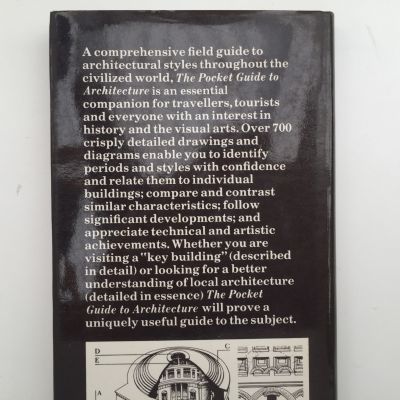 A comprehensive field guide to
architectural styles throughout the
civilized world, The Pocket Guide to
Architecture is an essential
companion for travellers, tourists
and everyone with an interest in
history and the visual arts. Over 700
crisply detailed drawings and
diagrams enable you to identify
periods and styles with confidence
and relate them to individual
buildings; compare and contrast
similar characteristics; follow
significant developments; and
appreciate technical and artistic
achievements. Whether you are
visiting a "key building" (described
in detail) or looking for a better
understanding of local architecture
(detailed in essence) The Pocket
Guide to Architecture will prove a
uniquely useful guide to the subject.
D C
E
A